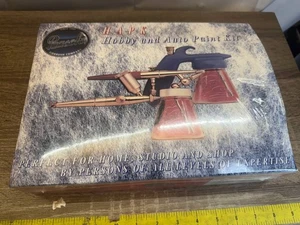 Hobby and Auto Paint Kit
PERFECT FOR HOME, STUDIO AND SHOP
BY PERSONS OF ALL LEVELS OF EXPERTISE